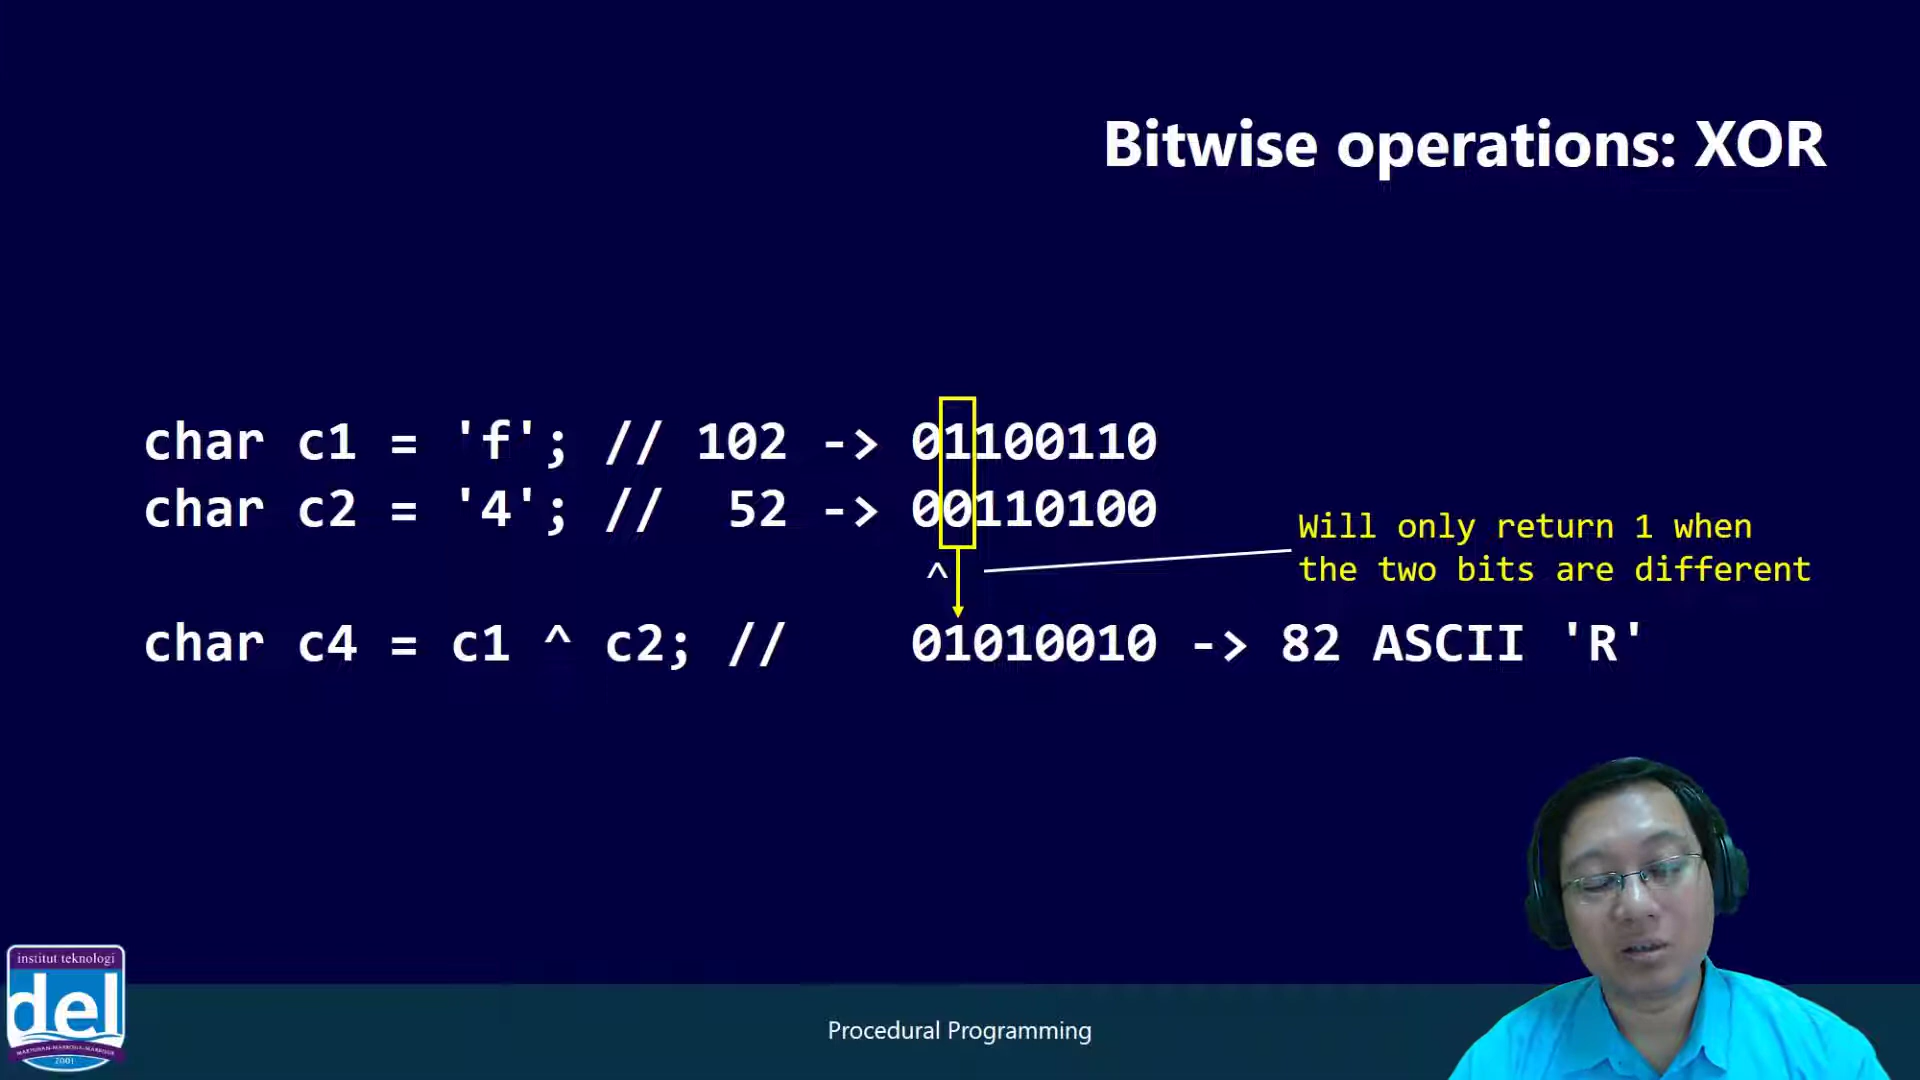 Bitwise operations: XOR
char c1 = 'f'; // 102 -> 01100110
char c2 = '4'; //  52 -> 00110100
^
Will only return 1 when
the two bits are different
char c4 = c1 ^ c2; //    01010010 -> 82 ASCII 'R'
institut teknologi
del
2001
Procedural Programming